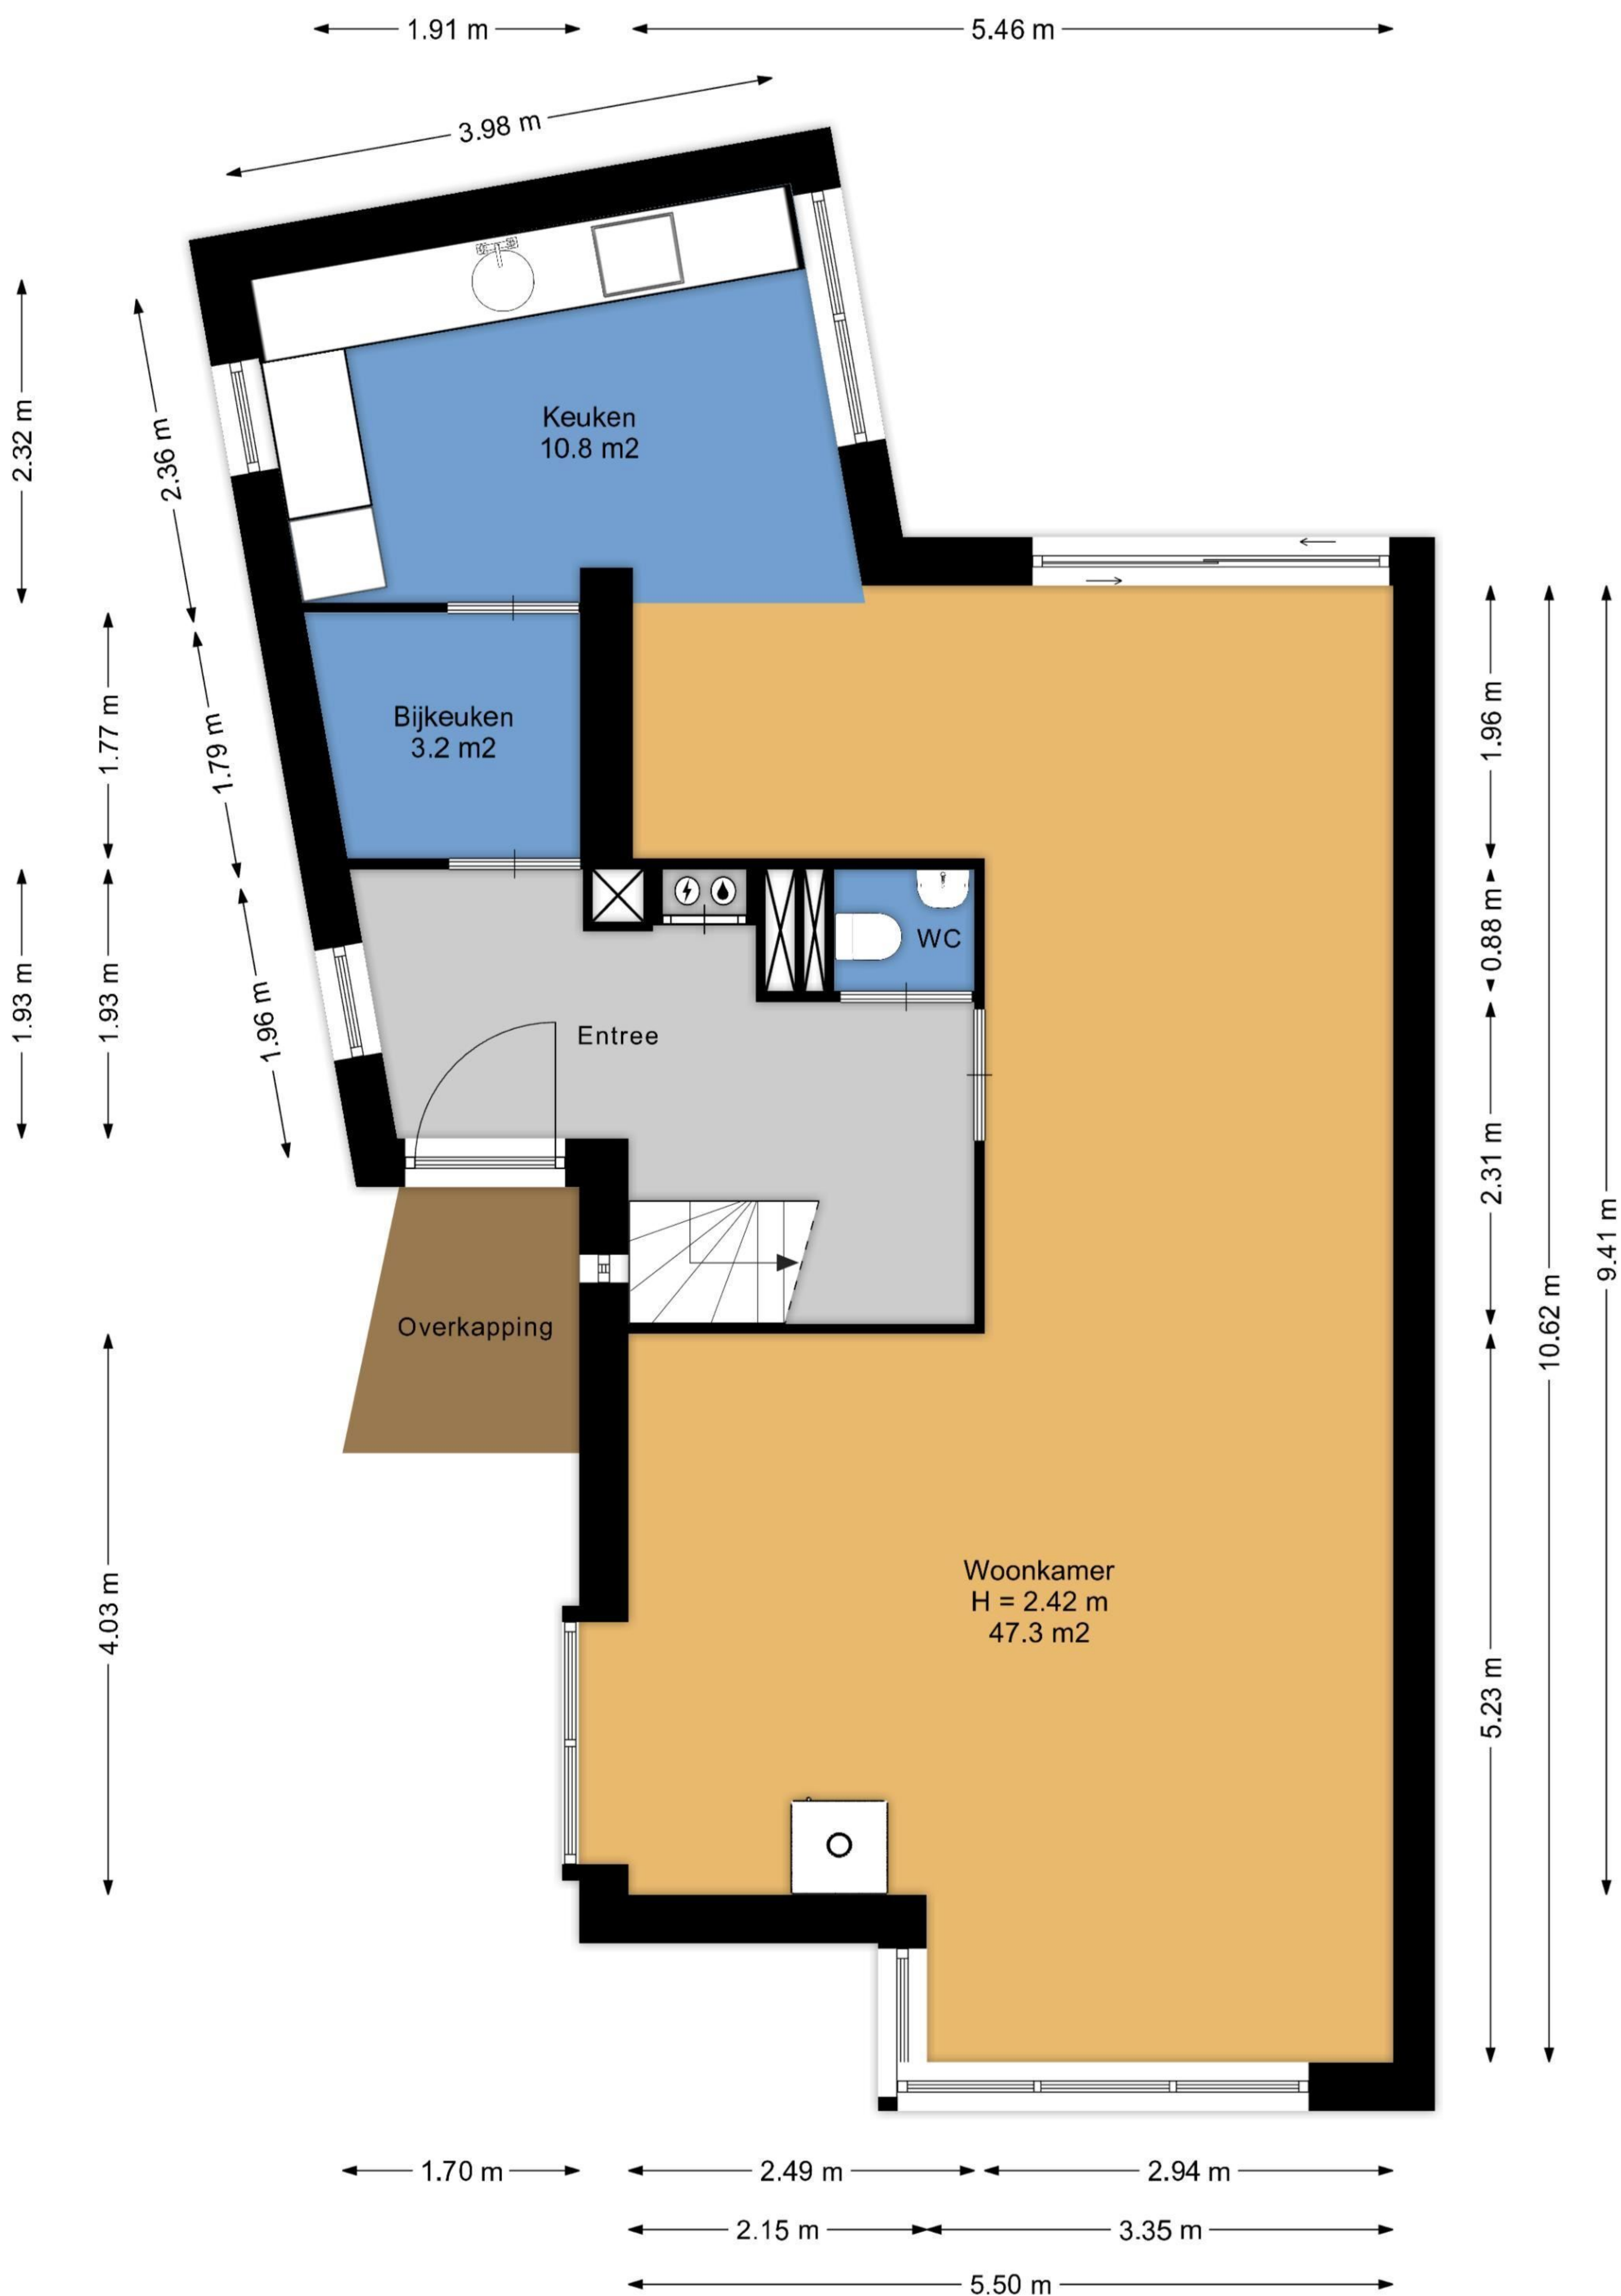 1.91 m
5.46 m
3.98 m
2.32 m
2.36 m
Keuken
10.8 m2
1.77 m
1.79 m
Bijkeuken
3.2 m2
1.96 m
1.93 m
1.93 m
1.96 m
WC
0.88 m
Entree
2.31 m
9.41 m
10.62 m
Overkapping
4.03 m
Woonkamer
H = 2.42 m
47.3 m2
5.23 m
1.70 m
2.49 m
2.94 m
2.15 m
3.35 m
5.50 m